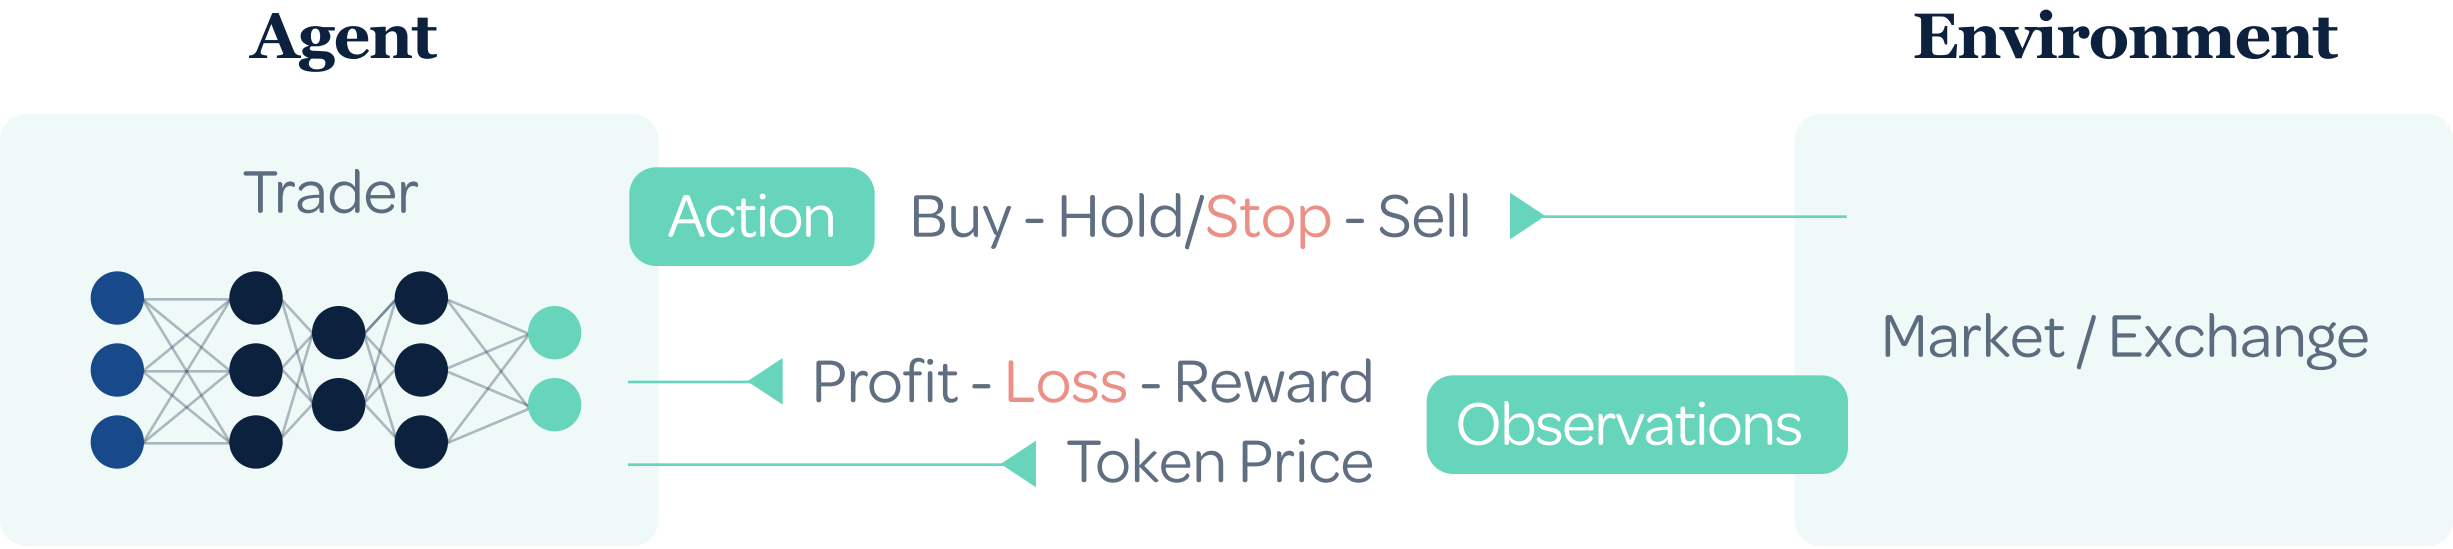 Agent
Environment
Trader
Action
Buy - Hold/Stop - Sell
Market / Exchange
Profit - Loss - Reward
Observations
Token Price